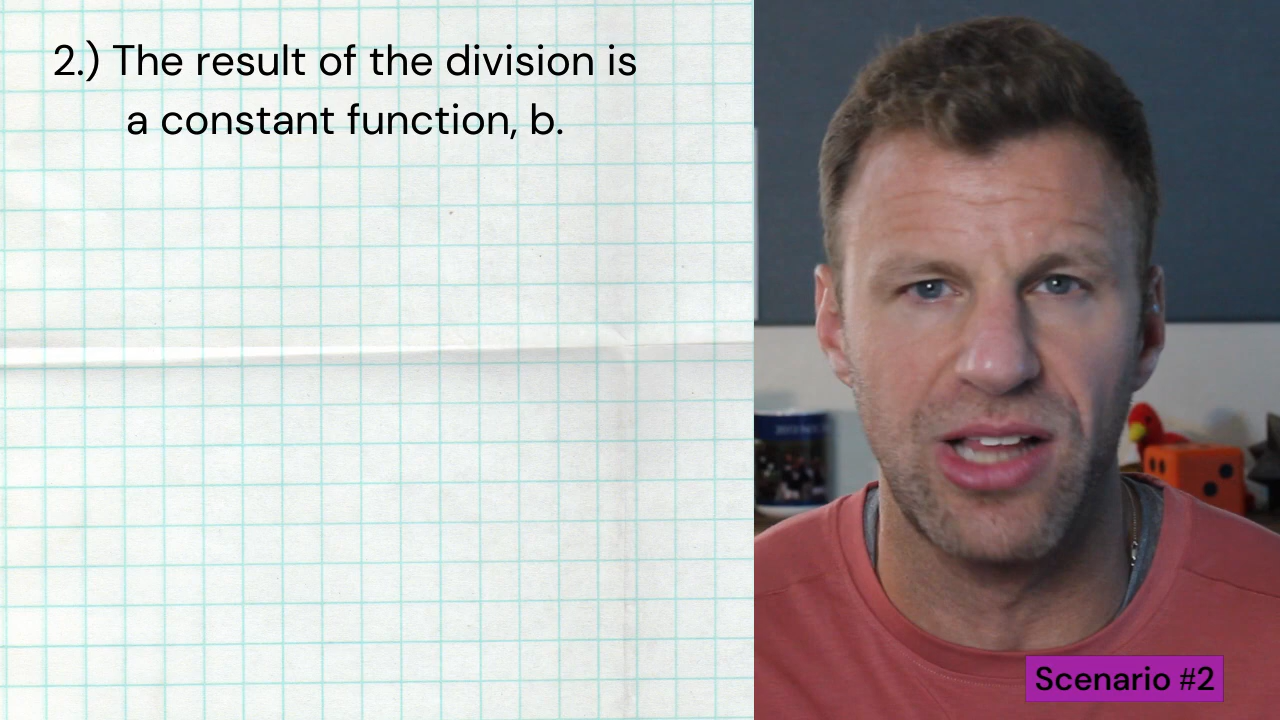 2.) The result of the division is
a constant function, b.
Scenario #2